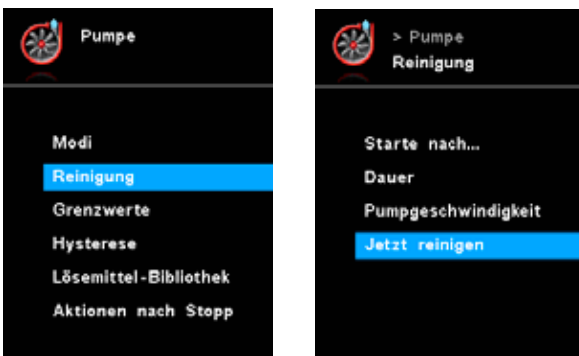 Pumpe
Modi
Reinigung
Grenzwerte
Hysterese
Lösemittel-Bibliothek
Aktionen nach Stopp
> Pumpe
Reinigung
Starte nach...
Dauer
Pumpgeschwindigkeit
Jetzt reinigen